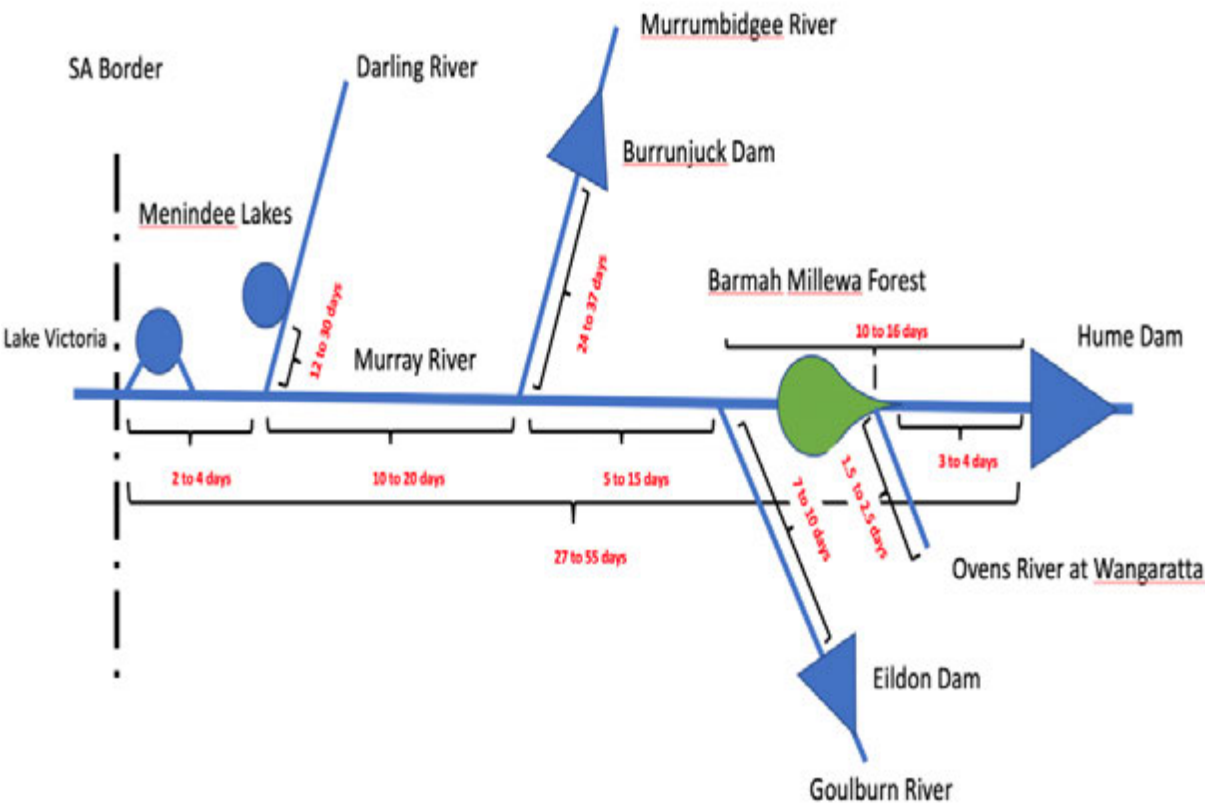 Murrumbidgee River
SA Border
Darling River
Burrunjuck Dam
Menindee Lakes
24 to 37 days
Barmah Millewa Forest
12 to 30 days
10 to 16 days
Lake Victoria
Murray River
Hume Dam
2 to 4 days
10 to 20 days
5 to 15 days
7 to 10 days
1.5 to 2.5 days
3 to 4 days
27 to 55 days
Ovens River at Wangaratta
Eildon Dam
Goulburn River